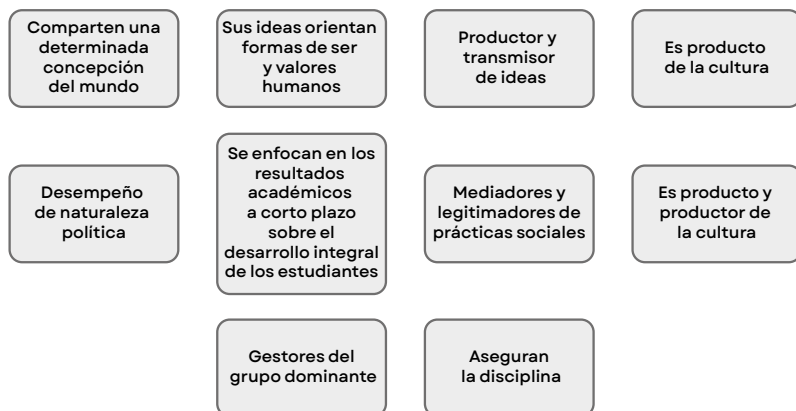 Comparten una
determinada
concepción
del mundo
Sus ideas orientan
formas de ser
y valores
humanos
Productor y
transmisor
de ideas
Es producto
de la cultura
Desempeño
de naturaleza
política
Se enfocan en los
resultados
académicos
a corto plazo
sobre el
desarrollo integral
de los estudiantes
Mediadores y
legitimadores de
prácticas sociales
Es producto y
productor de
la cultura
Gestores del
grupo dominante
Aseguran
la disciplina